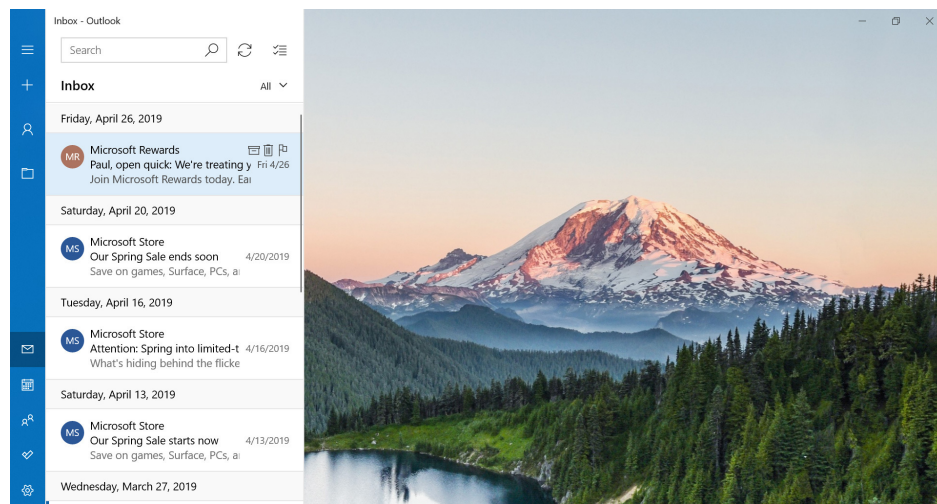 Inbox - Outlook
Search
Inbox
All
Friday, April 26, 2019
MR
Microsoft Rewards
Paul, open quick: We're treating y Fri 4/26
Join Microsoft Rewards today. Ear
Saturday, April 20, 2019
MS
Microsoft Store
Our Spring Sale ends soon 4/20/2019
Save on games, Surface, PCs, a
Tuesday, April 16, 2019
MS
Microsoft Store
Attention: Spring into limited-t 4/16/2019
What's hiding behind the flicke
Saturday, April 13, 2019
MS
Microsoft Store
Our Spring Sale starts now 4/13/2019
Save on games, Surface, PCs, a
Wednesday, March 27, 2019